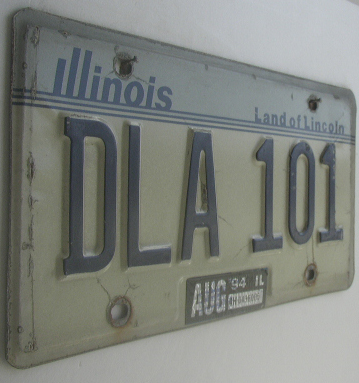 Illinois
Land of Lincoln
DLA 101
AUG 94 IL